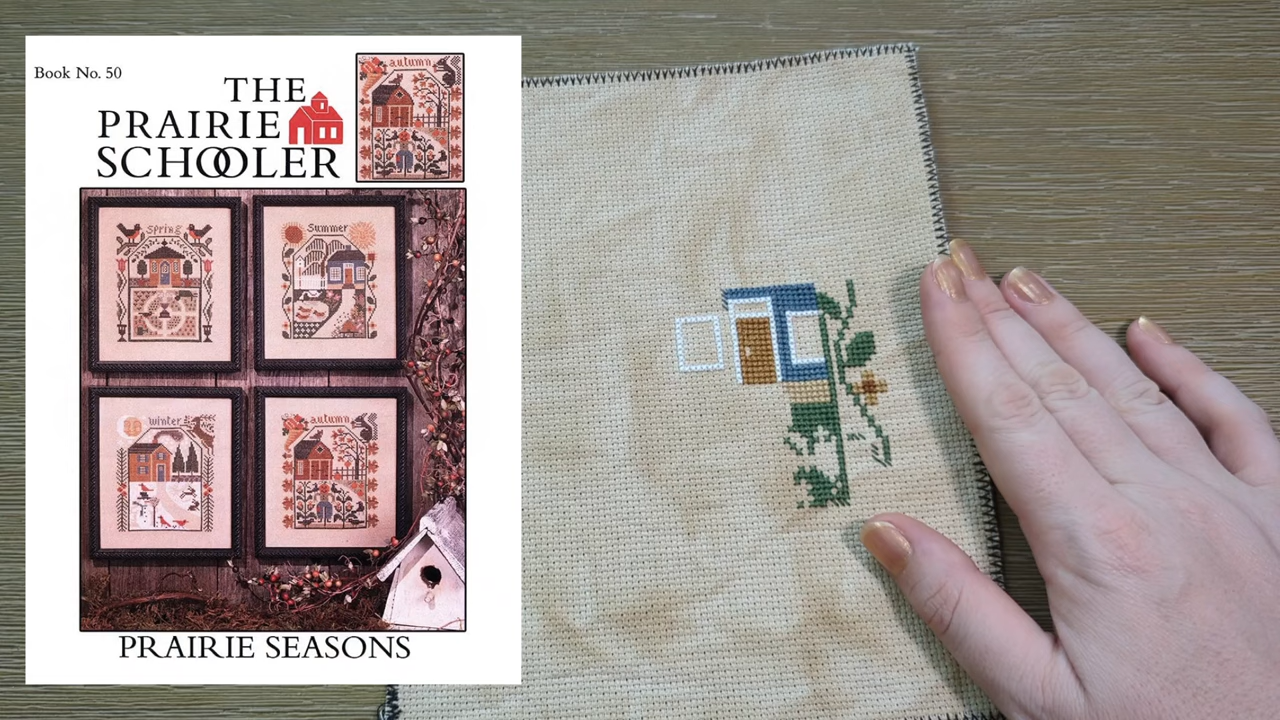 Book No. 50
THE
PRAIRIE
SCHOOLER
autumn
spring
Summer
winter
autumn
PRAIRIE SEASONS